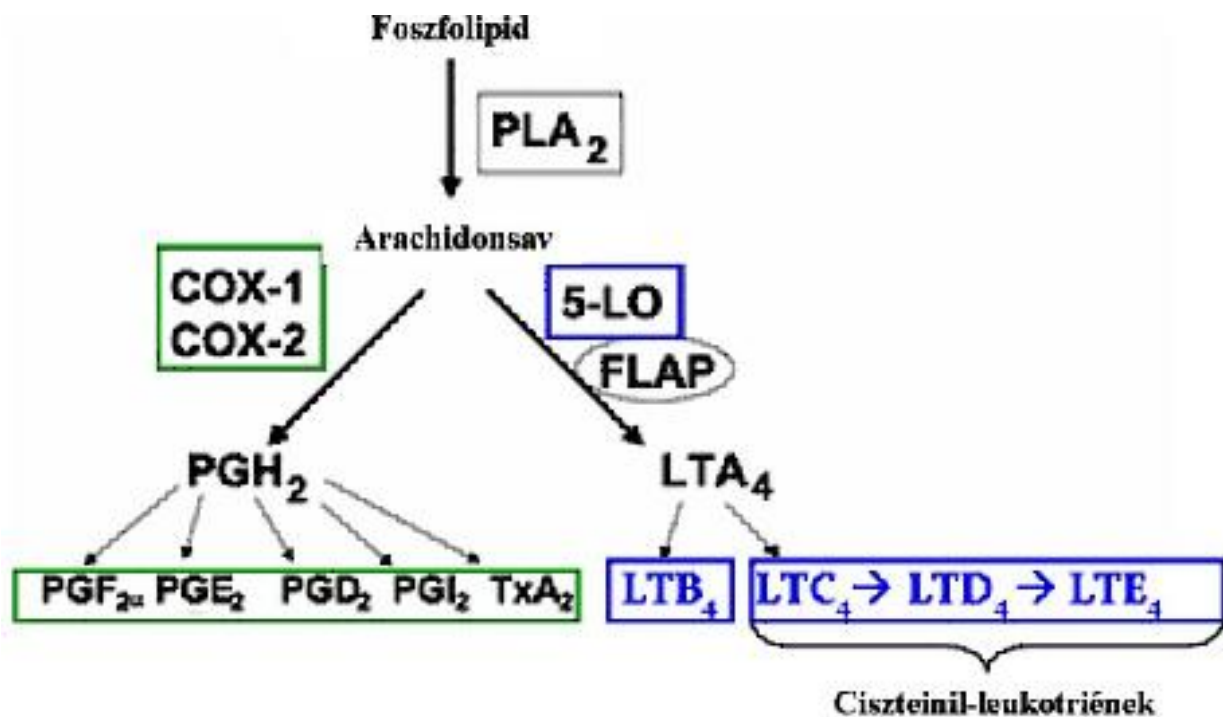 Foszfolipid
PLA₂
Arachidonsav
COX-1
COX-2
5-LO
FLAP
PGH₂
LTA₄
PGF₂α PGE₂ PGD₂ PGI₂ TxA₂
LTB₄
LTC₄→ LTD₄→ LTE₄
Ciszteinil-leukotriének